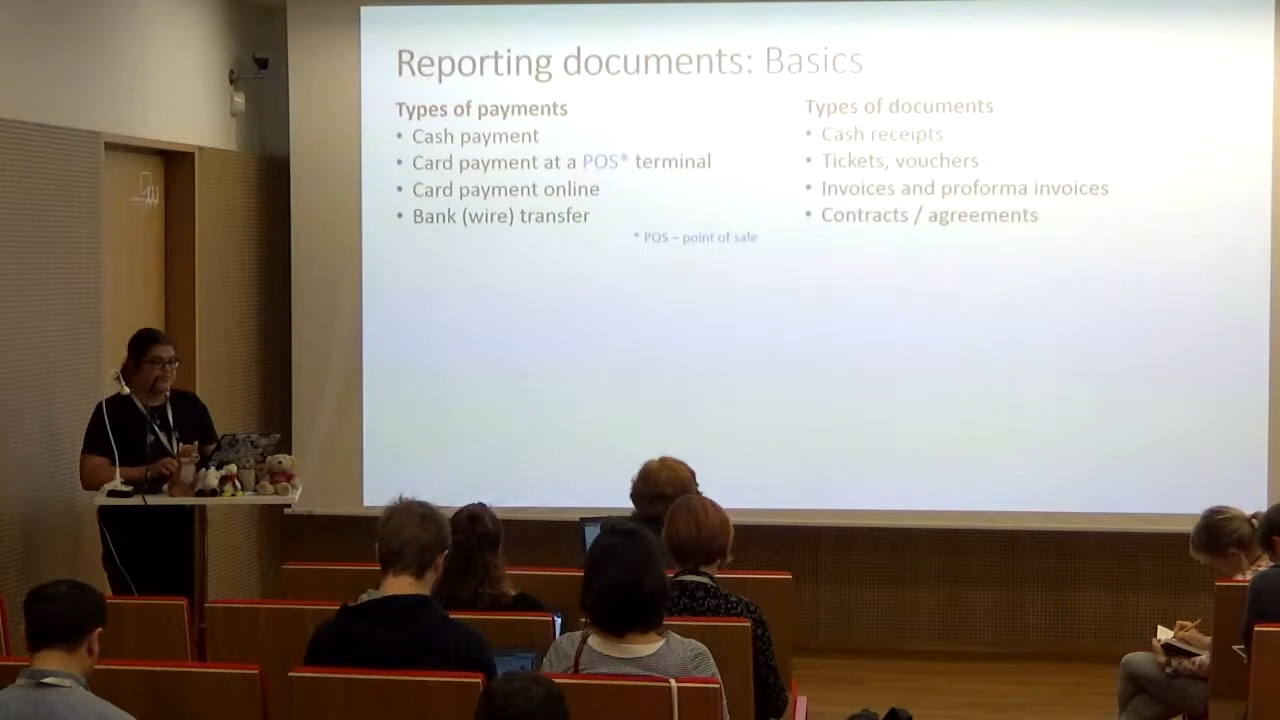 Reporting documents: Basics
Types of payments
• Cash payment
• Card payment at a POS* terminal
• Card payment online
• Bank (wire) transfer
* POS – point of sale
Types of documents
• Cash receipts
• Tickets, vouchers
• Invoices and proforma invoices
• Contracts / agreements